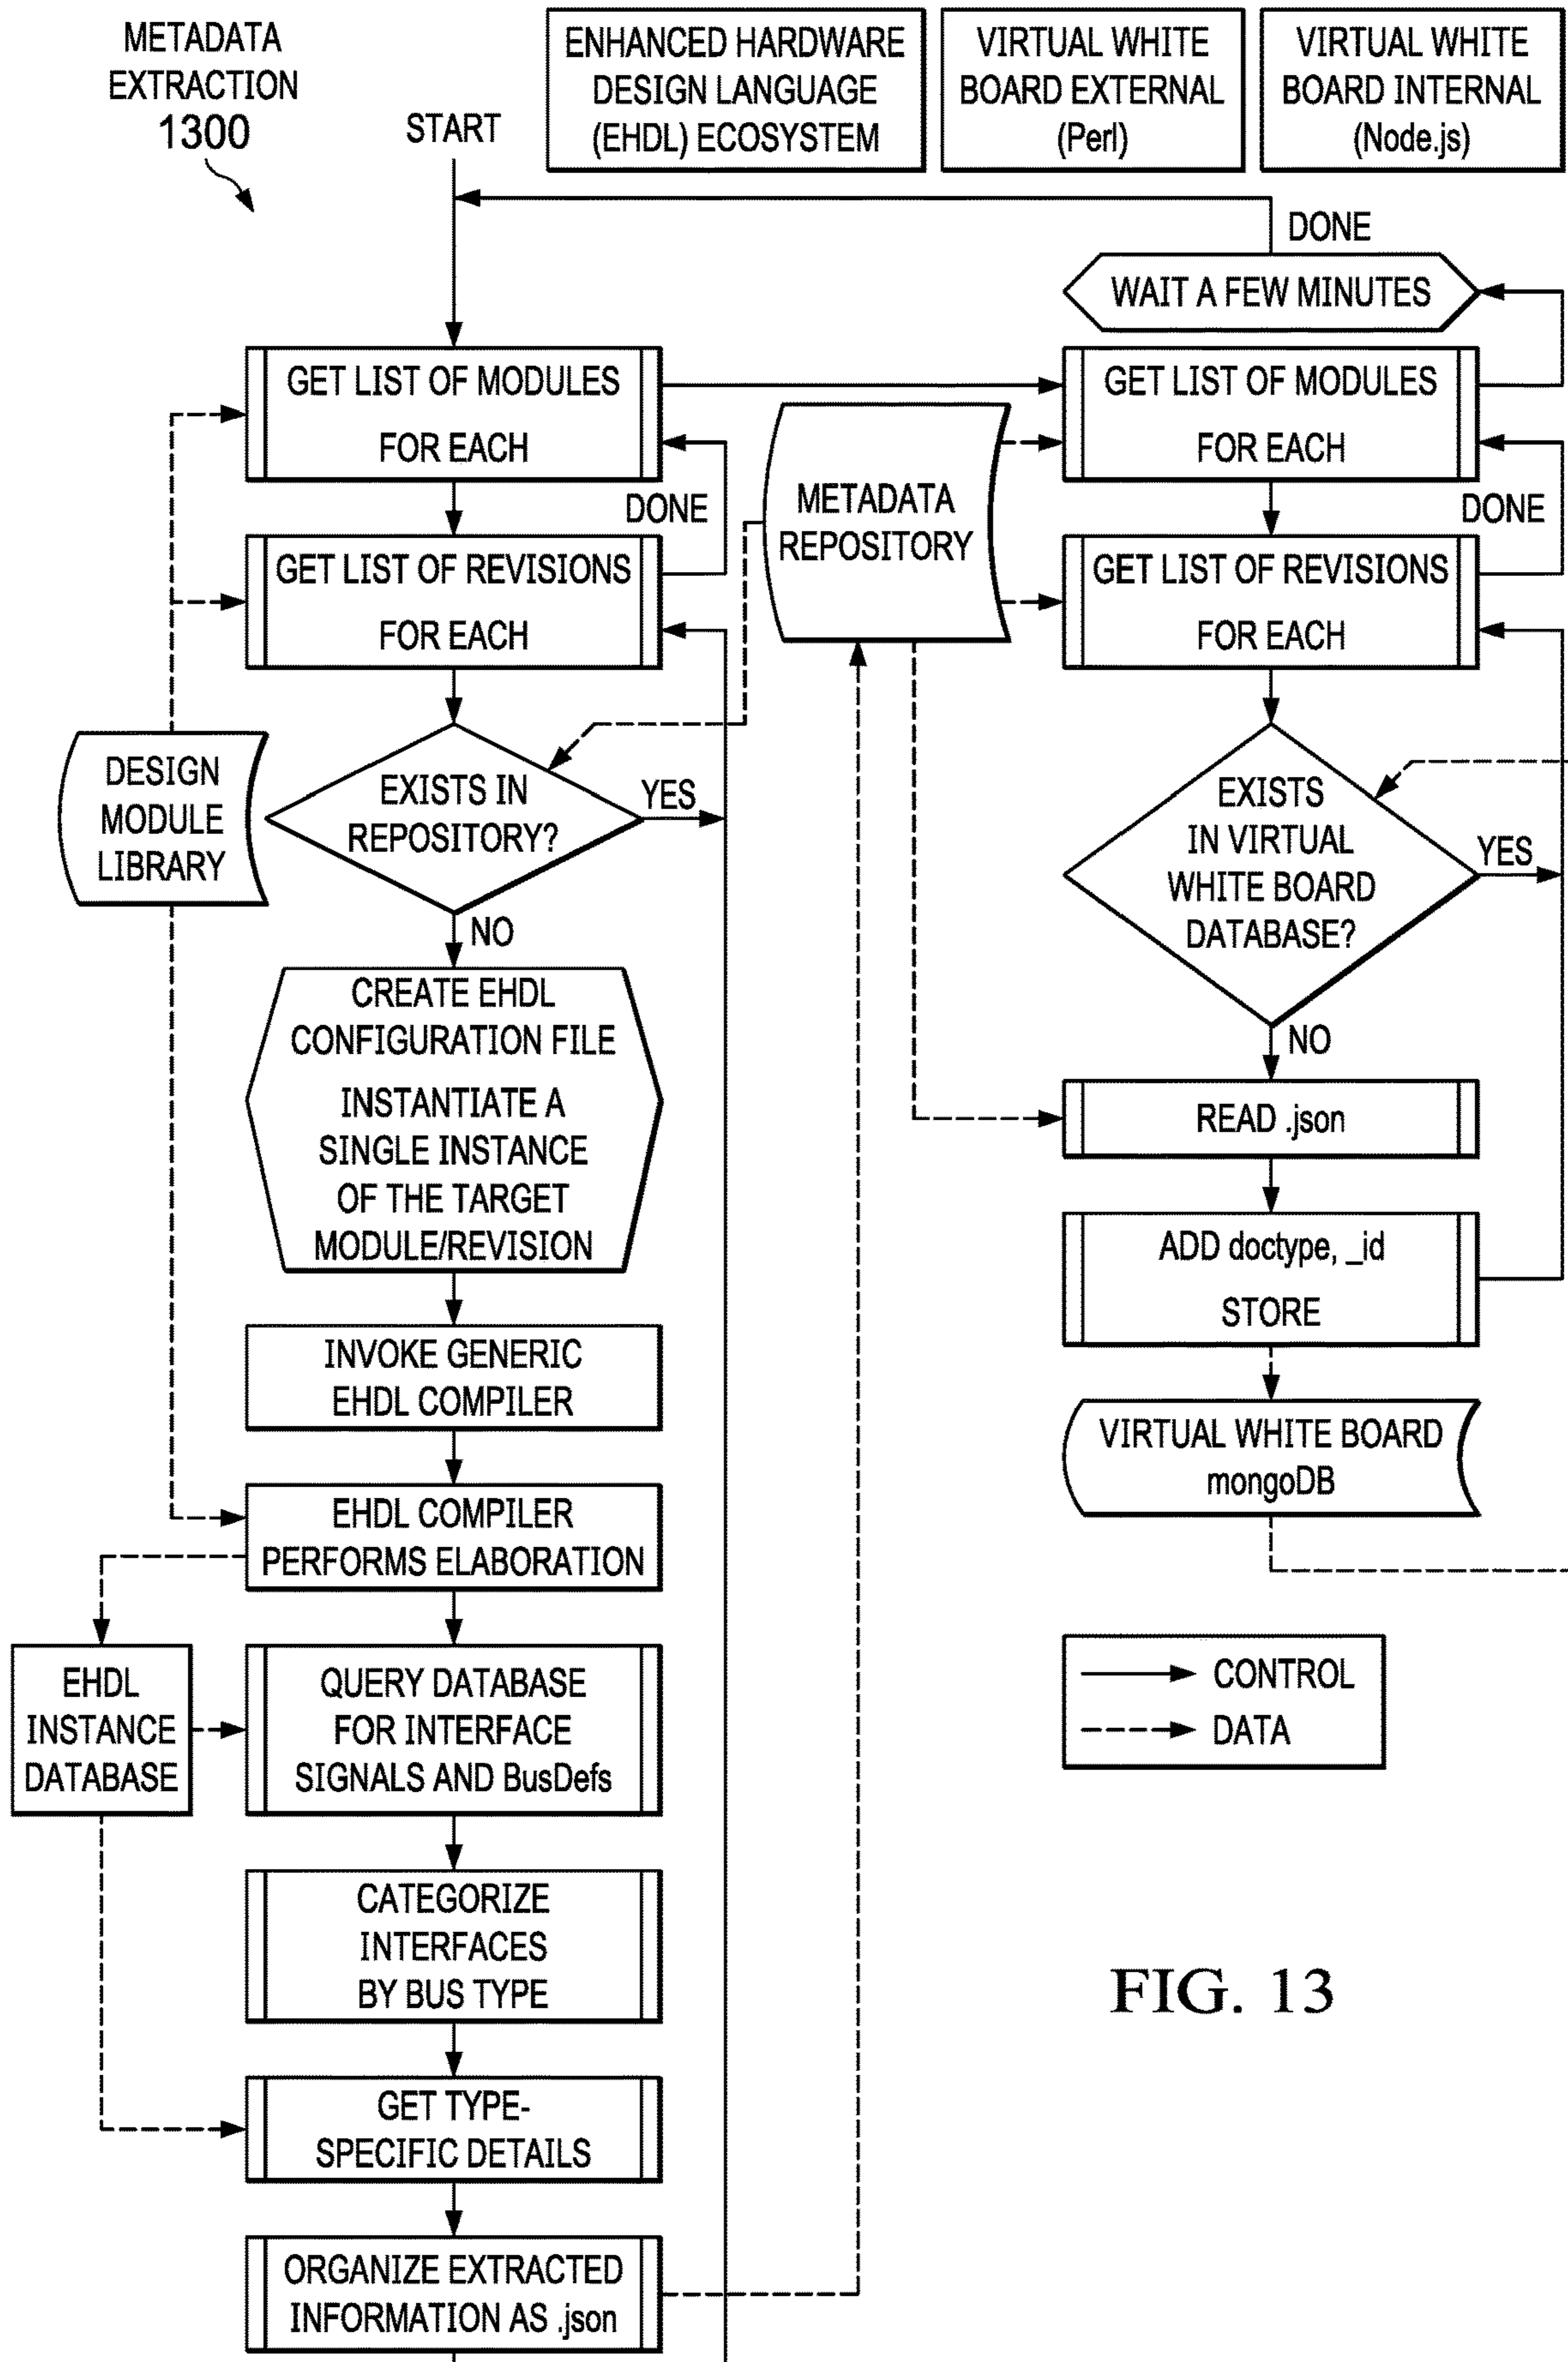 METADATA
EXTRACTION
1300
START
ENHANCED HARDWARE
DESIGN LANGUAGE
(EHDL) ECOSYSTEM
VIRTUAL WHITE
BOARD EXTERNAL
(Perl)
VIRTUAL WHITE
BOARD INTERNAL
(Node.js)
DONE
WAIT A FEW MINUTES
GET LIST OF MODULES
FOR EACH
DONE
GET LIST OF REVISIONS
FOR EACH
METADATA
REPOSITORY
GET LIST OF MODULES
FOR EACH
DONE
GET LIST OF REVISIONS
FOR EACH
DESIGN
MODULE
LIBRARY
EXISTS IN
REPOSITORY?
YES
NO
EXISTS
IN VIRTUAL
WHITE BOARD
DATABASE?
YES
NO
CREATE EHDL
CONFIGURATION FILE
INSTANTIATE A
SINGLE INSTANCE
OF THE TARGET
MODULE/REVISION
READ .json
ADD doctype, _id
STORE
INVOKE GENERIC
EHDL COMPILER
VIRTUAL WHITE BOARD
mongoDB
EHDL COMPILER
PERFORMS ELABORATION
EHDL
INSTANCE
DATABASE
QUERY DATABASE
FOR INTERFACE
SIGNALS AND BusDefs
CONTROL
DATA
CATEGORIZE
INTERFACES
BY BUS TYPE
FIG. 13
GET TYPE-
SPECIFIC DETAILS
ORGANIZE EXTRACTED
INFORMATION AS .json